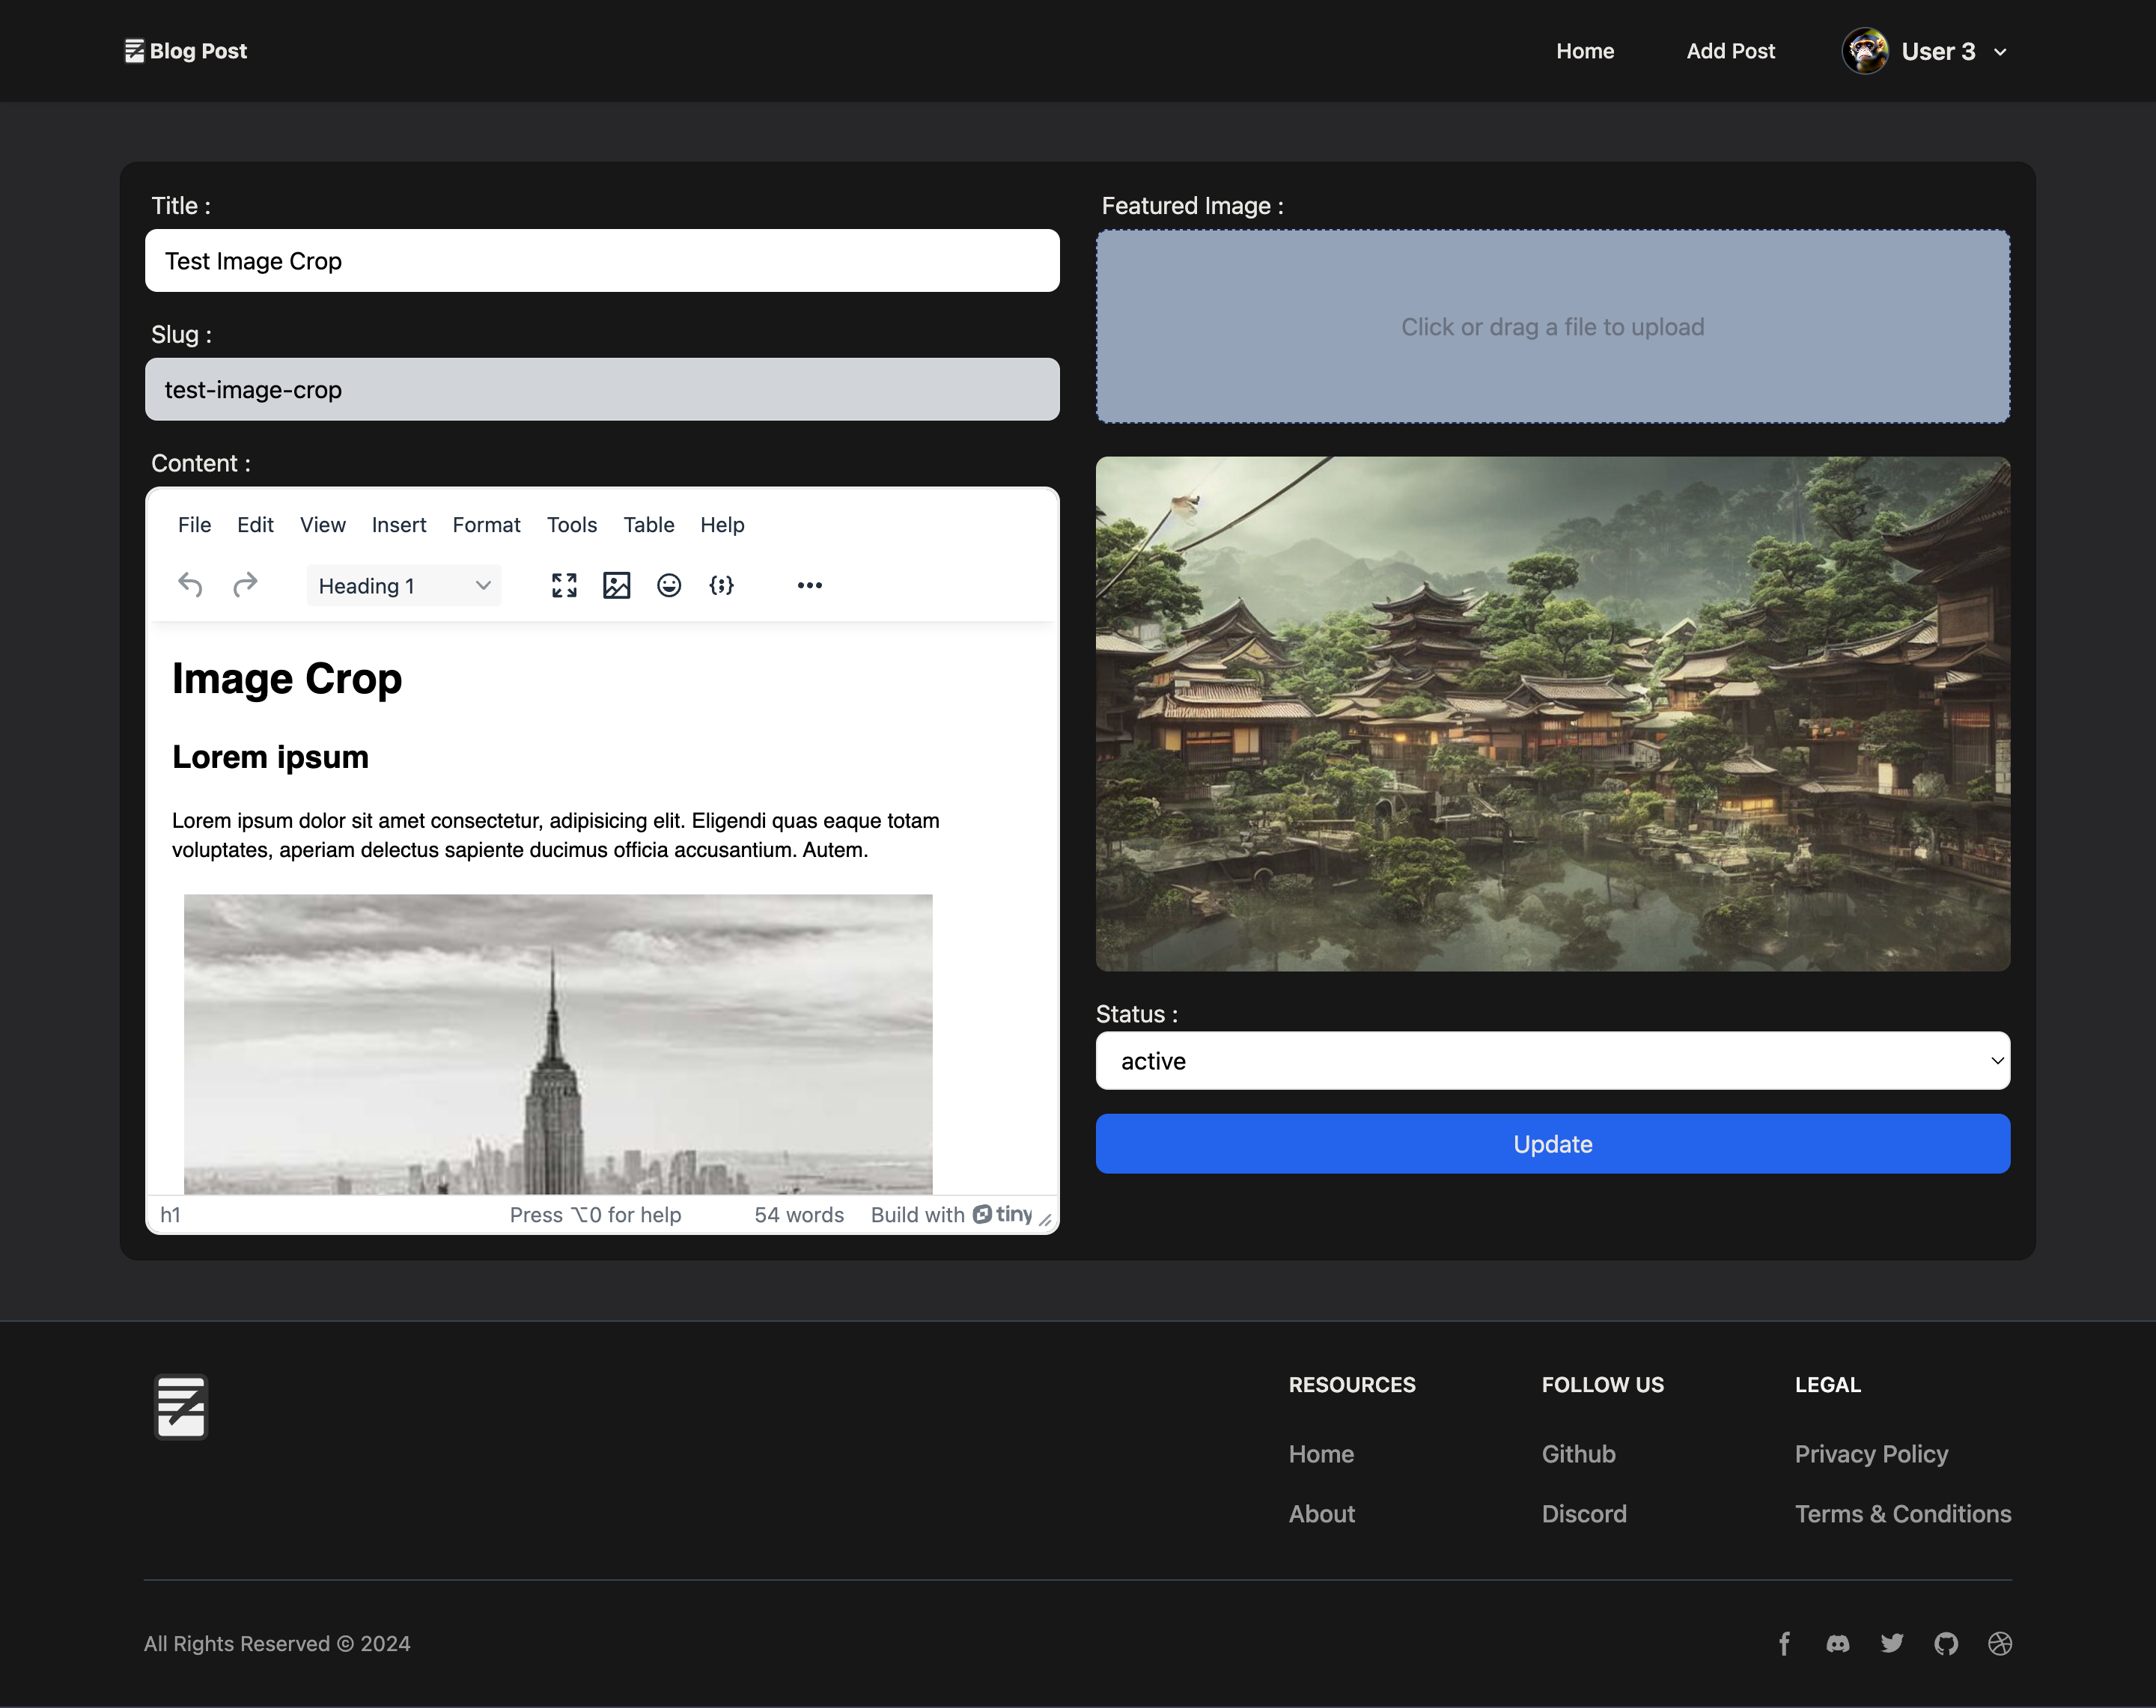 Blog Post
Home
Add Post
User 3
Title :
Test Image Crop
Slug :
test-image-crop
Content :
File Edit View Insert Format Tools Table Help
Heading 1
Image Crop
Lorem ipsum
Lorem ipsum dolor sit amet consectetur, adipisicing elit. Eligendi quas eaque totam
voluptates, aperiam delectus sapiente ducimus officia accusantium. Autem.
h1
Press ⌥0 for help
54 words
Build with tiny
Featured Image :
Click or drag a file to upload
Status :
active
Update
RESOURCES
Home
About
FOLLOW US
Github
Discord
LEGAL
Privacy Policy
Terms & Conditions
All Rights Reserved © 2024